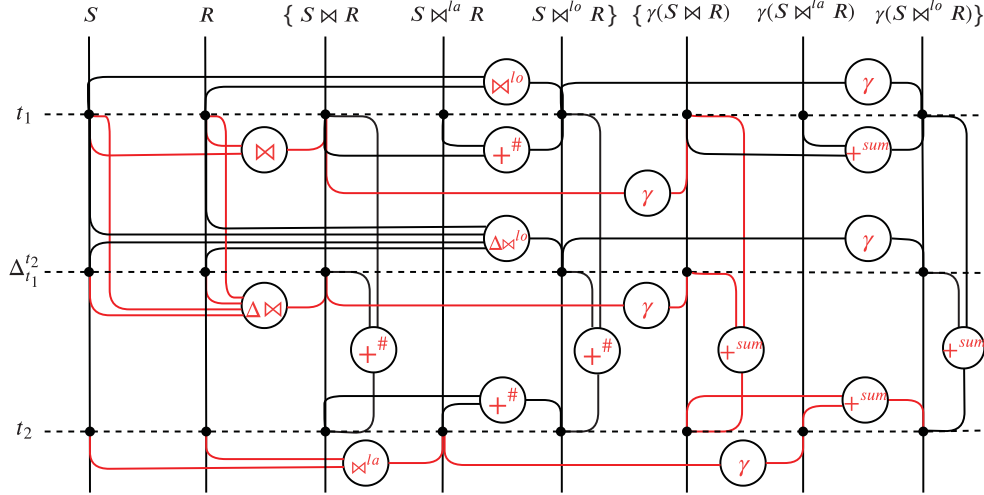 S R { S ⋈ R S ⋈^{la} R S ⋈^{lo} R} {γ(S ⋈ R) γ(S ⋈^{la} R) γ(S ⋈^{lo} R)}
⋈^{lo} γ
t_1
⋈ +^{#} +^{sum}
γ
Δ⋈^{lo} γ
Δ_{t_1}^{t_2}
Δ ⋈ γ
+^{#} +^{#} +^{sum} +^{sum}
+^{#} +^{sum}
t_2
⋈^{la} γ